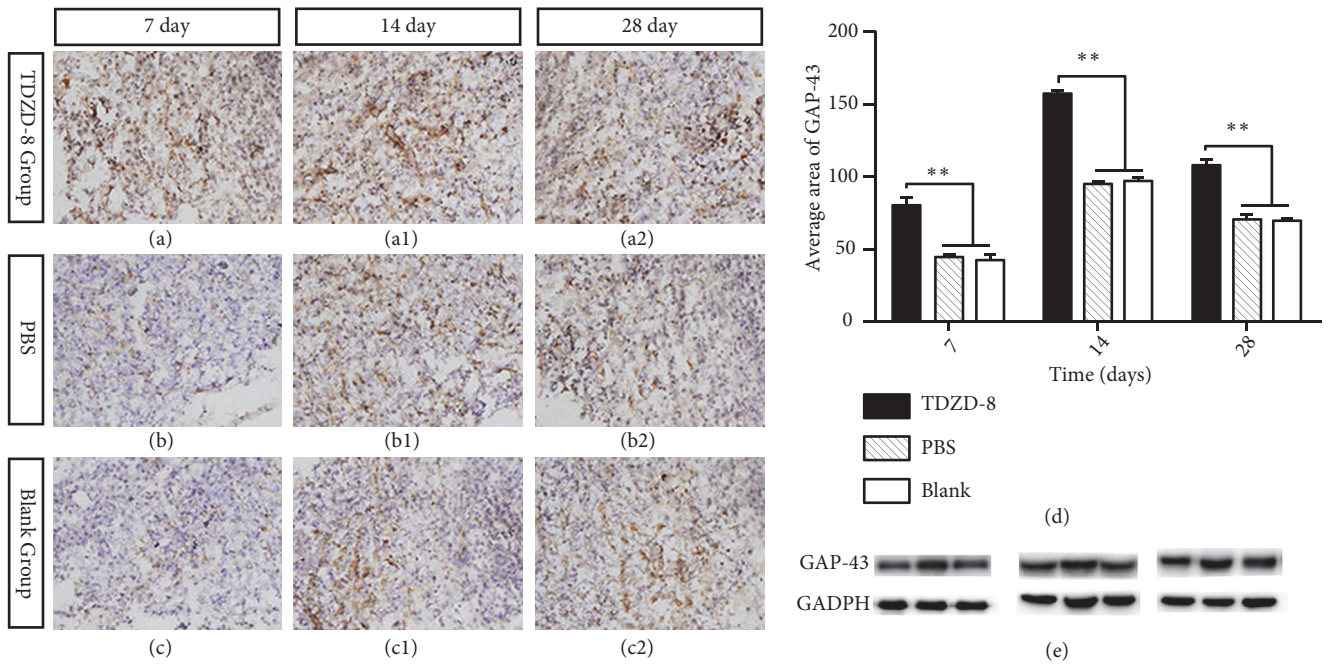 7 day 14 day 28 day
TDZD-8 Group
(a) (a1) (a2)
PBS
(b) (b1) (b2)
Blank Group
(c) (c1) (c2)
200
150
100
50
0
Average area of GAP-43
** ** **
7 14 28
Time (days)
TDZD-8
PBS
Blank
(d)
GAP-43
GADPH
(e)